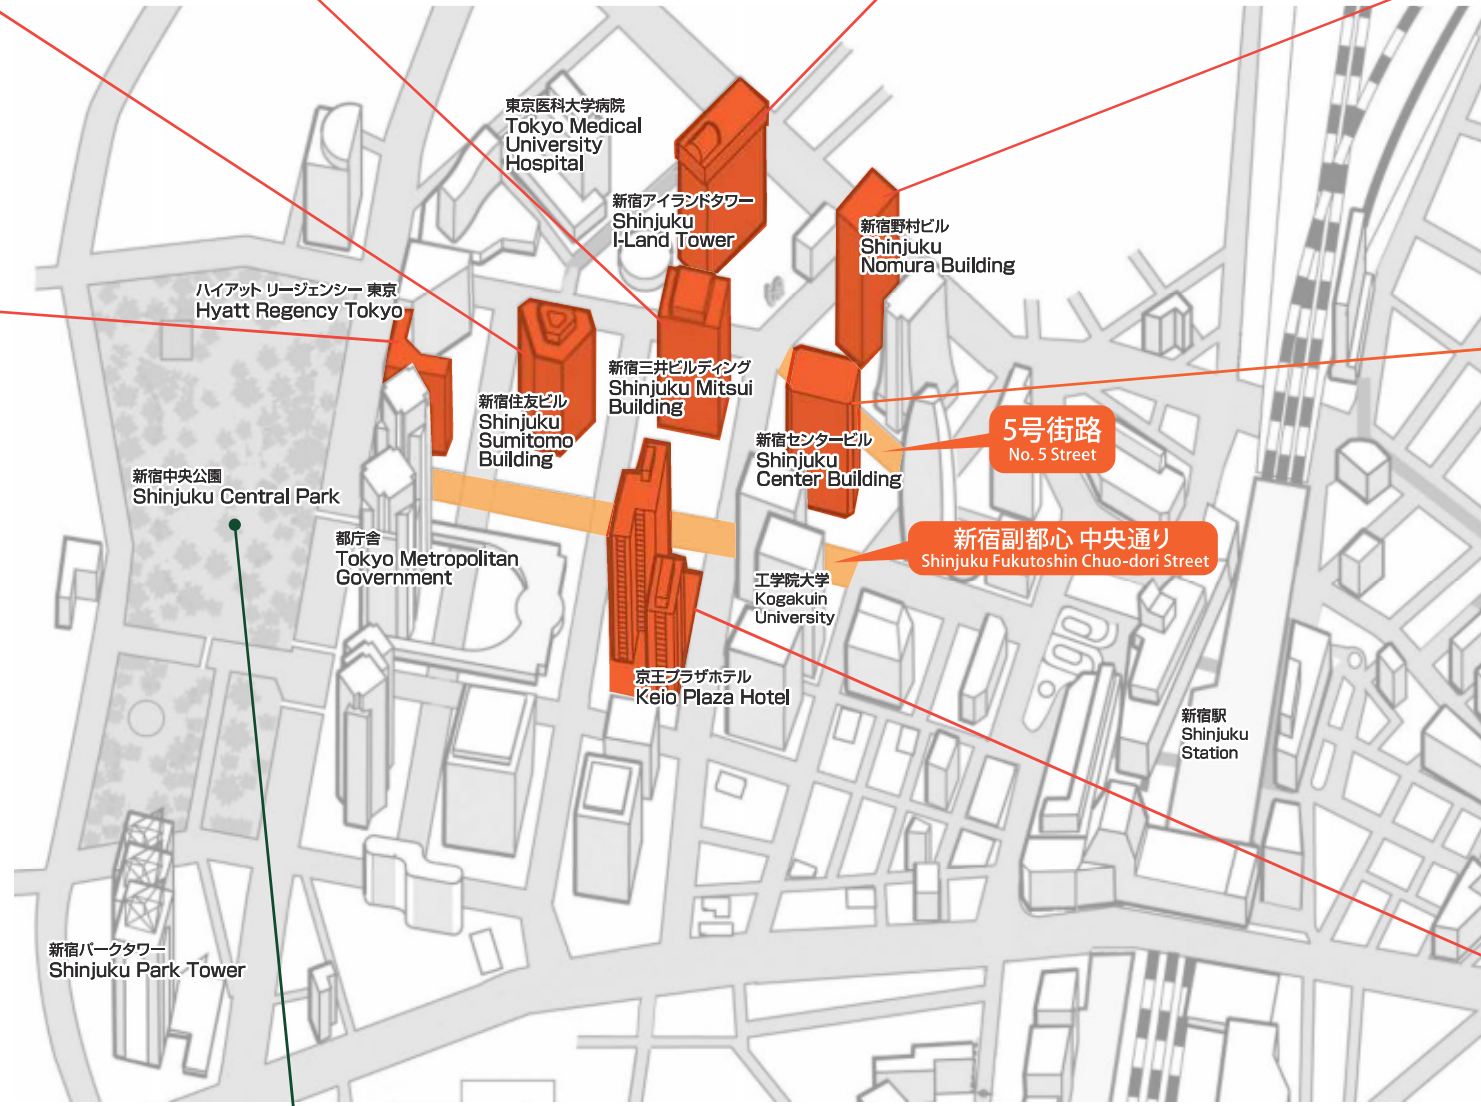 東京医科大学病院
Tokyo Medical
University
Hospital
新宿アイランドタワー
Shinjuku
I-Land Tower
新宿野村ビル
Shinjuku
Nomura Building
ハイアット リージェンシー 東京
Hyatt Regency Tokyo
新宿住友ビル
Shinjuku
Sumitomo
Building
新宿三井ビルディング
Shinjuku Mitsui
Building
新宿センタービル
Shinjuku
Center Building
5号街路
No. 5 Street
新宿中央公園
Shinjuku Central Park
都庁舎
Tokyo Metropolitan
Government
新宿副都心 中央通り
Shinjuku Fukutoshin Chuo-dori Street
工学院大学
Kogakuin
University
京王プラザホテル
Keio Plaza Hotel
新宿駅
Shinjuku
Station
新宿パークタワー
Shinjuku Park Tower